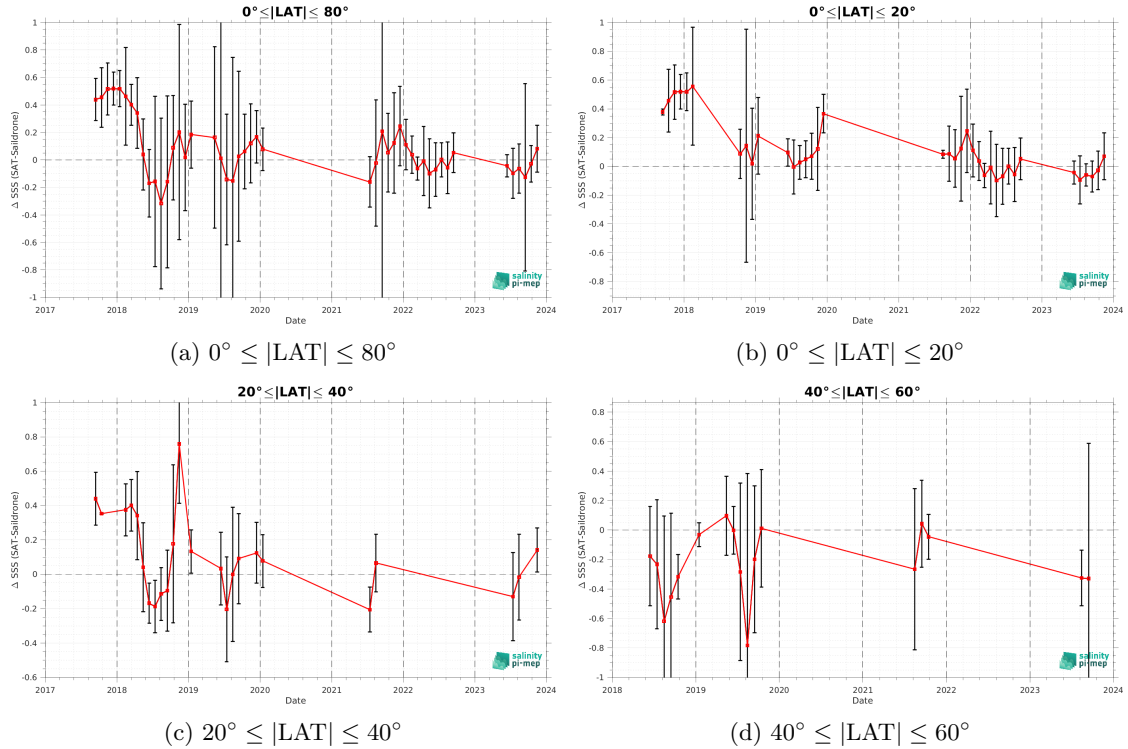 0°≤|LAT|≤ 80°
1
0.8
0.6
0.4
0.2
0
-0.2
-0.4
-0.6
-0.8
-1
Δ SSS (SAT-Saildrone)
2017 2018 2019 2020 2021 2022 2023 2024
Date
salinity
pi-mep
(a) 0° ≤ |LAT| ≤ 80°
0°≤|LAT|≤ 20°
1
0.8
0.6
0.4
0.2
0
-0.2
-0.4
-0.6
-0.8
Δ SSS (SAT-Saildrone)
2017 2018 2019 2020 2021 2022 2023 2024
Date
salinity
pi-mep
(b) 0° ≤ |LAT| ≤ 20°
20°≤|LAT|≤ 40°
1
0.8
0.6
0.4
0.2
0
-0.2
-0.4
-0.6
Δ SSS (SAT-Saildrone)
2017 2018 2019 2020 2021 2022 2023 2024
Date
salinity
pi-mep
(c) 20° ≤ |LAT| ≤ 40°
40°≤|LAT|≤ 60°
0.8
0.6
0.4
0.2
0
-0.2
-0.4
-0.6
-0.8
-1
Δ SSS (SAT-Saildrone)
2018 2019 2020 2021 2022 2023 2024
Date
salinity
pi-mep
(d) 40° ≤ |LAT| ≤ 60°